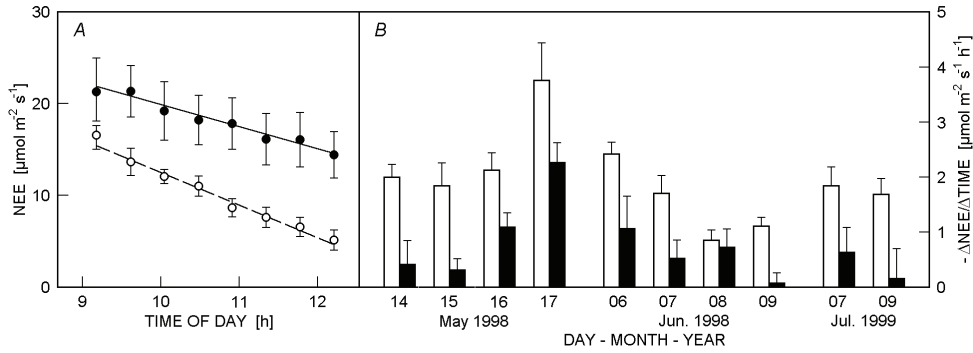 30
20
10
0
NEE [µmol m-2 s-1]
A
9 10 11 12
TIME OF DAY [h]
B
14 15 16 17 06 07 08 09 07 09
May 1998 Jun. 1998 Jul. 1999
DAY - MONTH - YEAR
5
4
3
2
1
0
- ΔNEE/ΔTIME [µmol m-2 s-1 h-1]